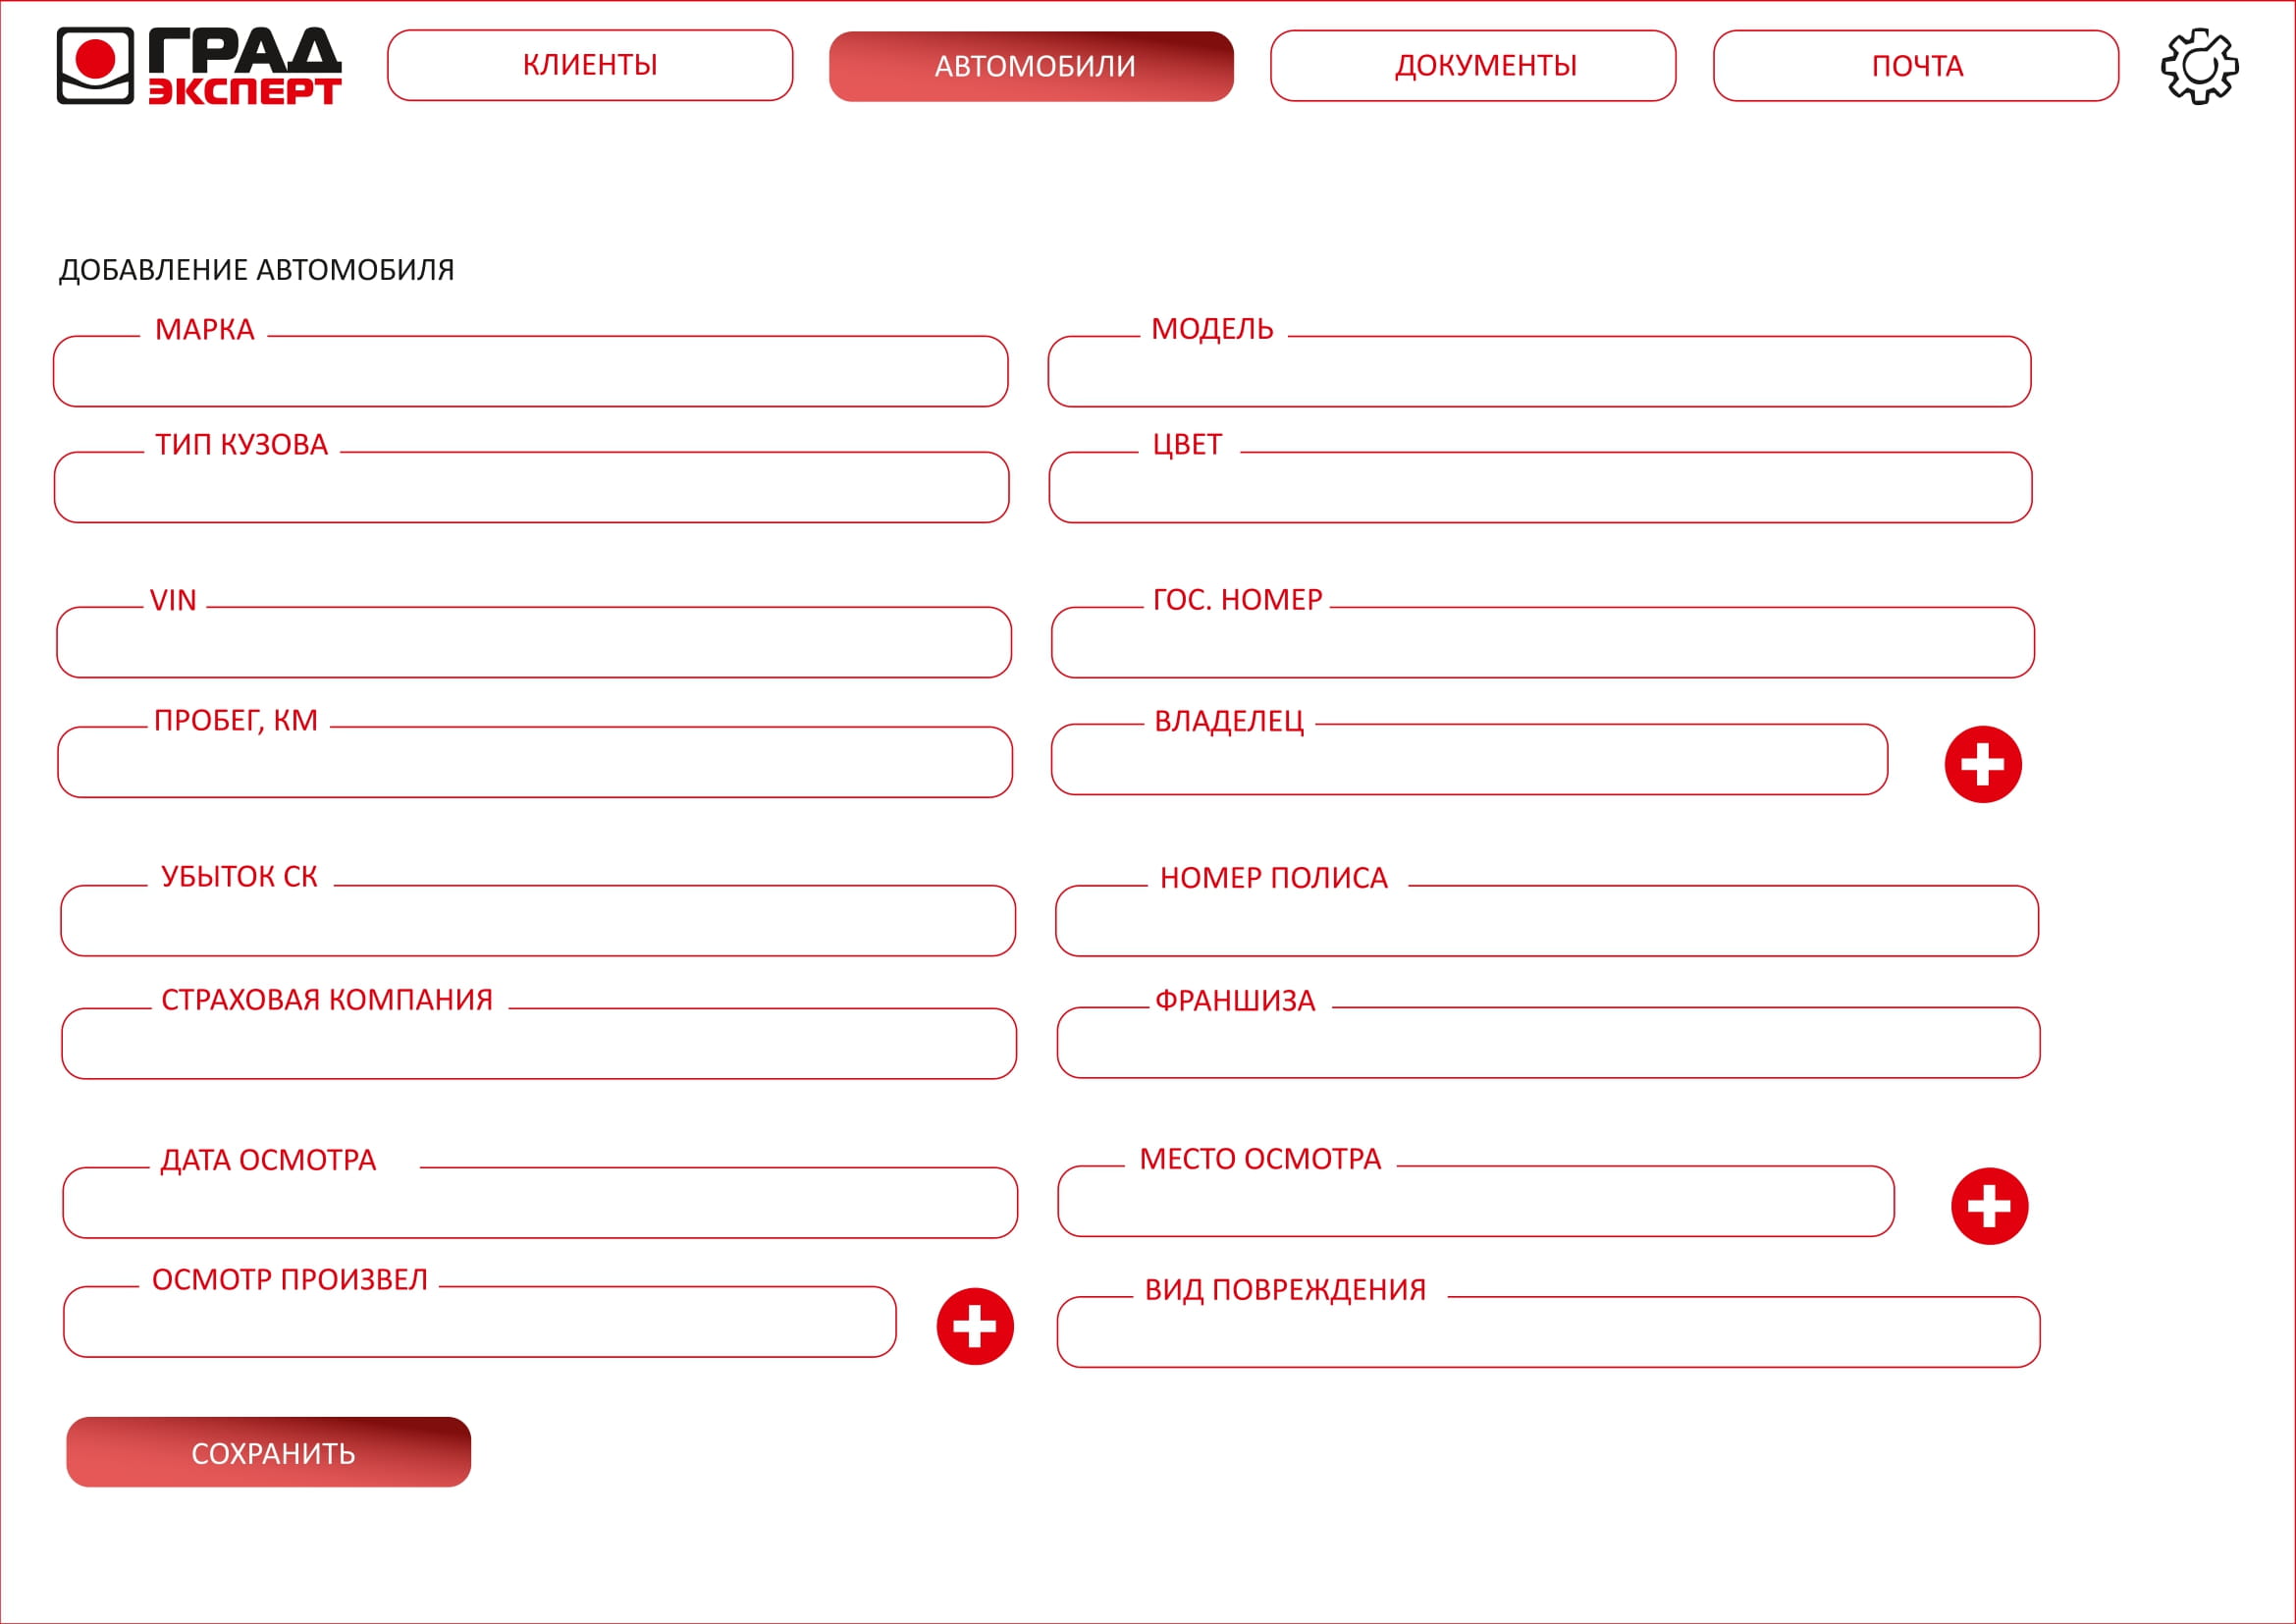 ГРАД
ЭКСПЕРТ
КЛИЕНТЫ
АВТОМОБИЛИ
ДОКУМЕНТЫ
ПОЧТА
ДОБАВЛЕНИЕ АВТОМОБИЛЯ
МАРКА
МОДЕЛЬ
ТИП КУЗОВА
ЦВЕТ
VIN
ГОС. НОМЕР
ПРОБЕГ, КМ
ВЛАДЕЛЕЦ
УБЫТОК СК
НОМЕР ПОЛИСА
СТРАХОВАЯ КОМПАНИЯ
ФРАНШИЗА
ДАТА ОСМОТРА
МЕСТО ОСМОТРА
ОСМОТР ПРОИЗВЕЛ
ВИД ПОВРЕЖДЕНИЯ
СОХРАНИТЬ